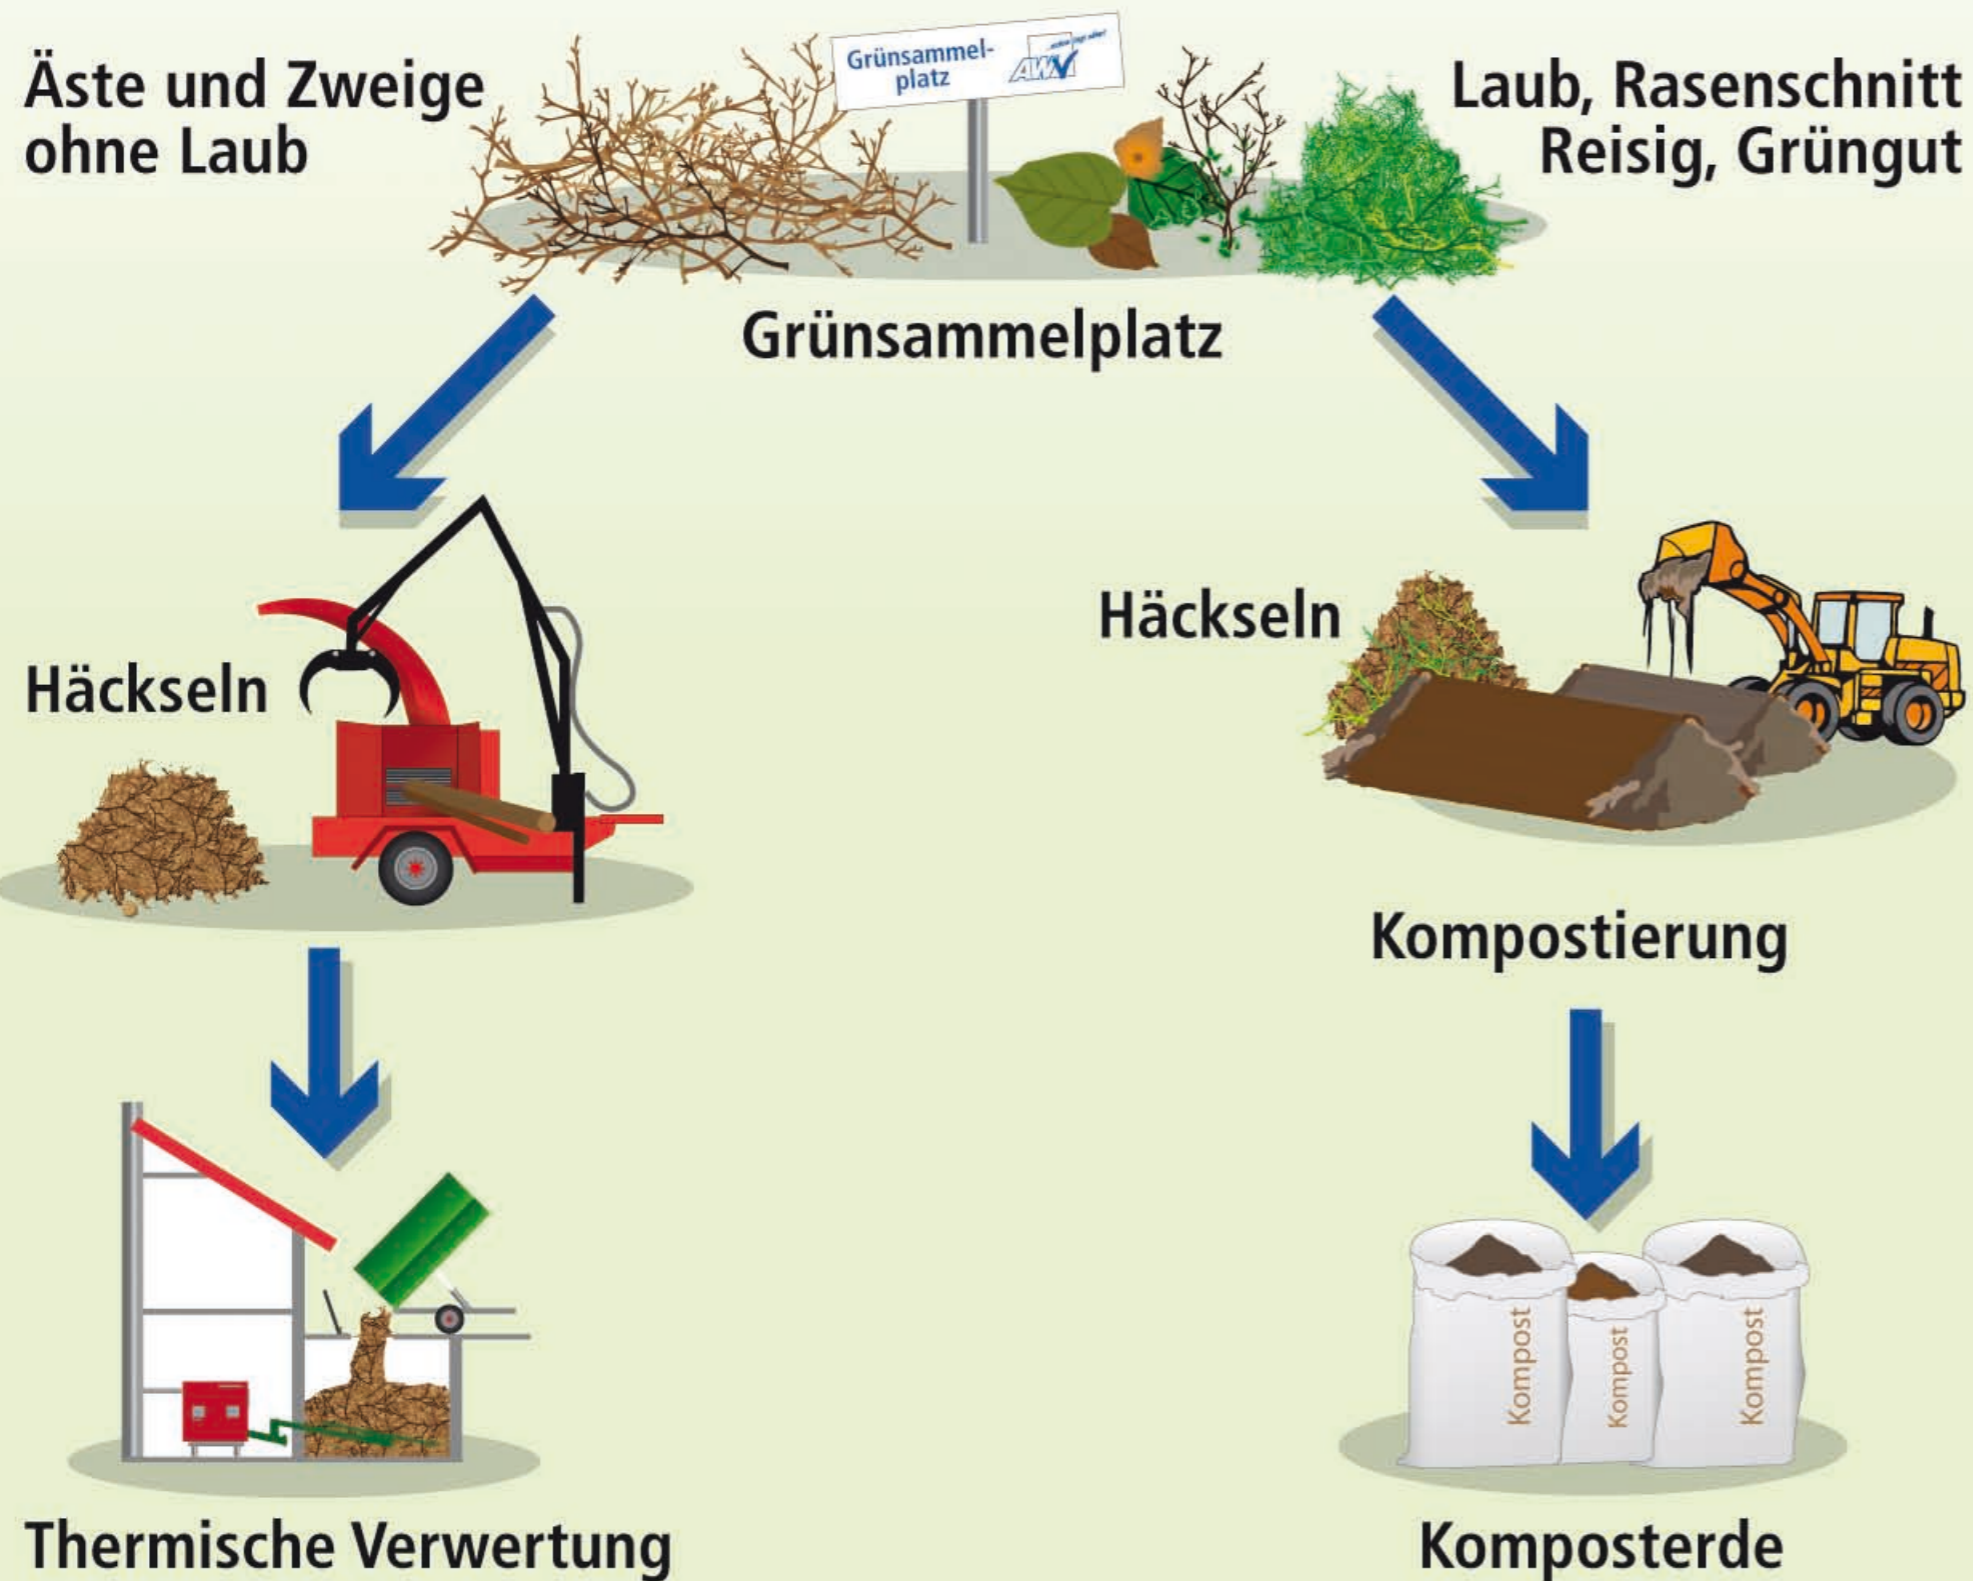 Äste und Zweige
ohne Laub
Grünsammel-
platz
AWV
Laub, Rasenschnitt
Reisig, Grüngut
Grünsammelplatz
Häckseln
Häckseln
Kompostierung
Kompost
Kompost
Kompost
Thermische Verwertung
Komposterde